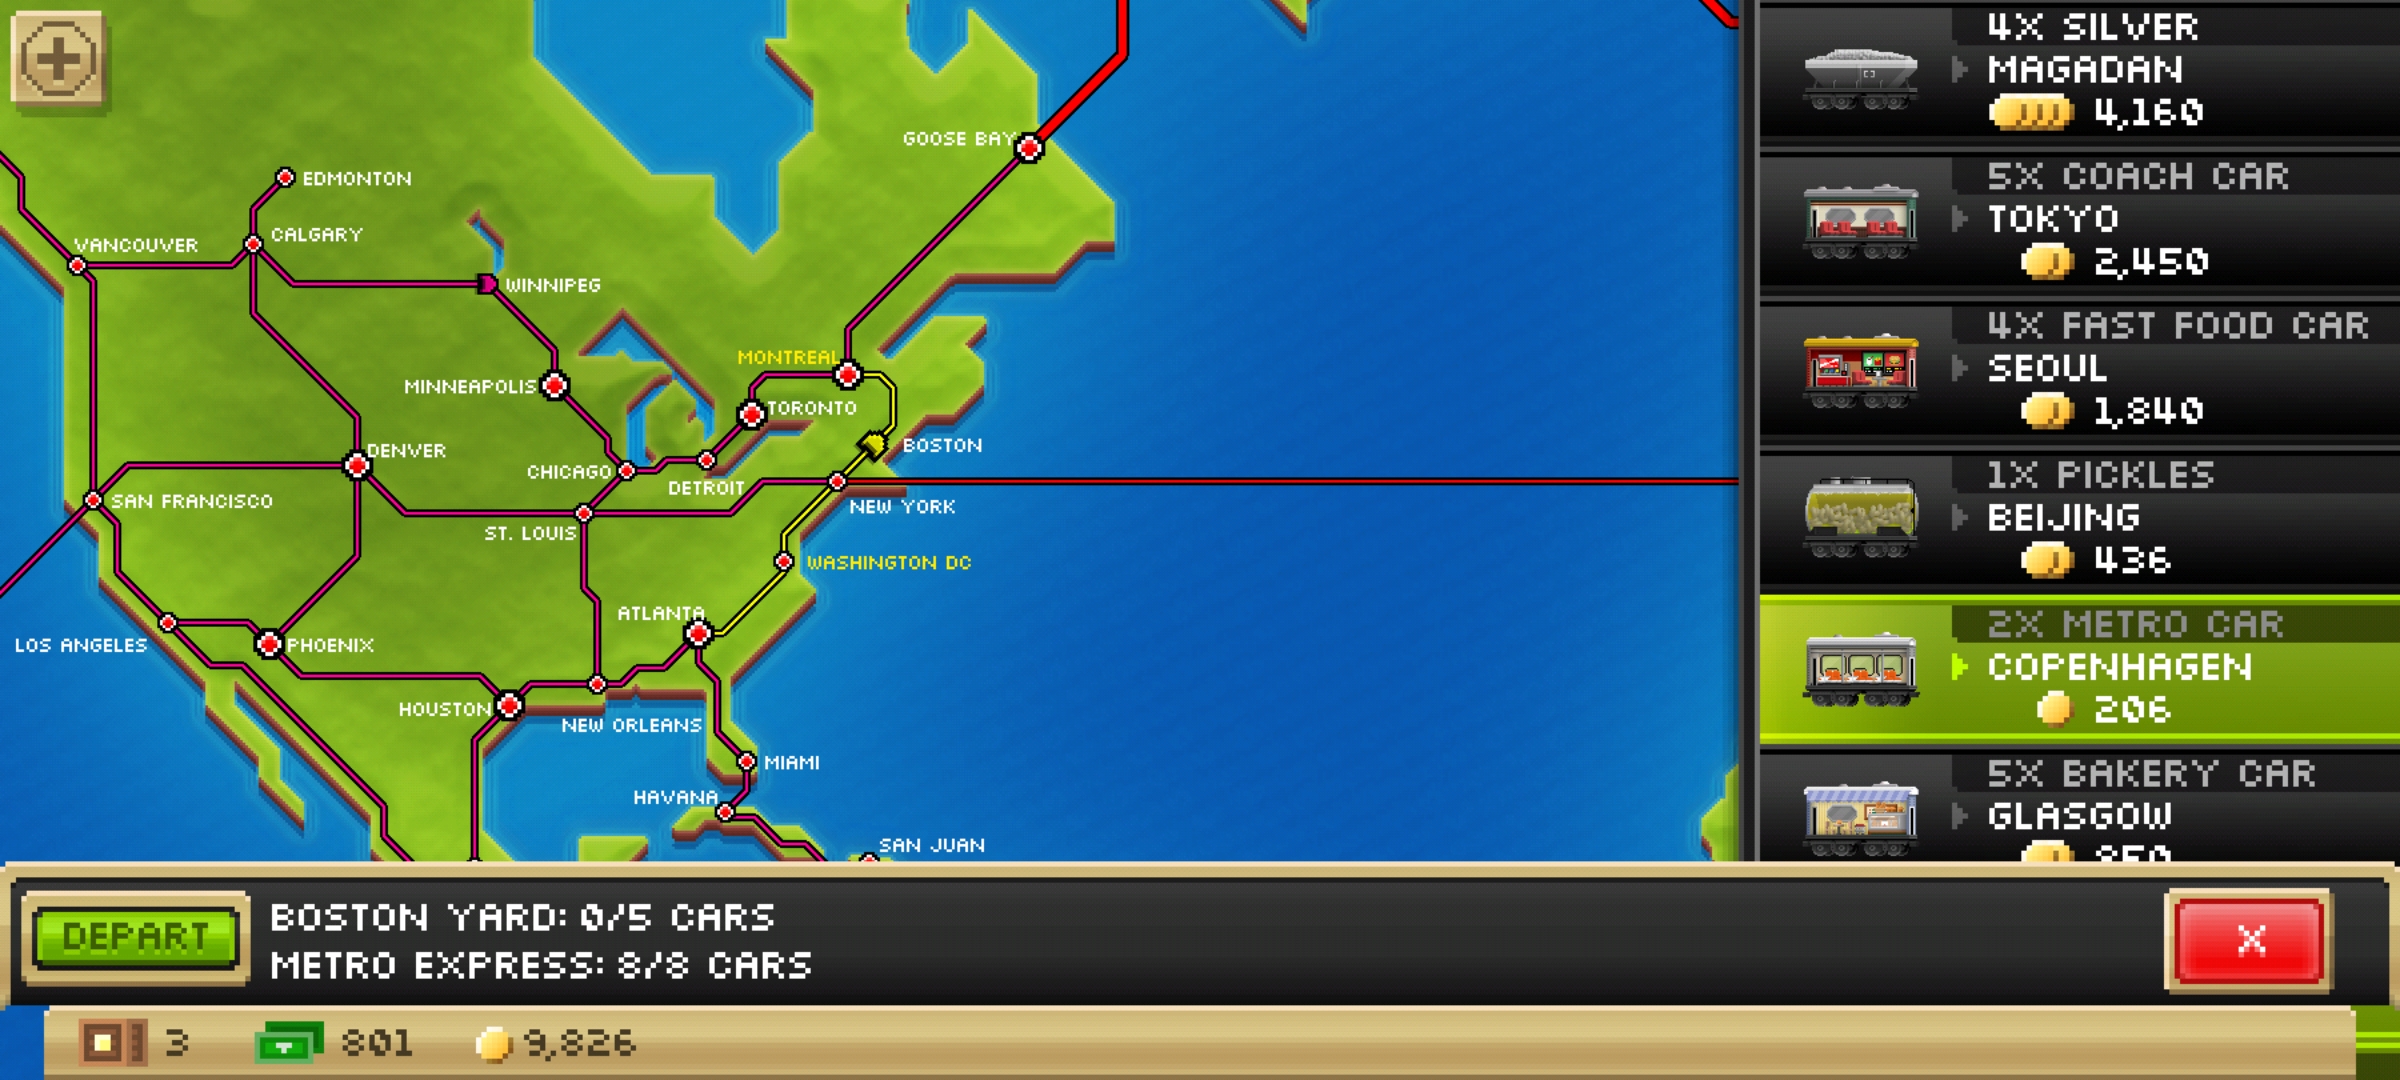 GOOSE BAY
EDMONTON
CALGARY
VANCOUVER
WINNIPEG
MONTREAL
MINNEAPOLIS
TORONTO
BOSTON
DENVER
CHICAGO
DETROIT
SAN FRANCISCO
NEW YORK
ST. LOUIS
WASHINGTON DC
ATLANTA
LOS ANGELES
PHOENIX
HOUSTON
NEW ORLEANS
MIAMI
HAVANA
SAN JUAN
4X SILVER
MAGADAN
4,160
5X COACH CAR
TOKYO
2,450
4X FAST FOOD CAR
SEOUL
1,840
1X PICKLES
BEIJING
436
2X METRO CAR
COPENHAGEN
206
5X BAKERY CAR
GLASGOW
DEPART
BOSTON YARD: 0/5 CARS
METRO EXPRESS: 8/8 CARS
X
3
801
9,826